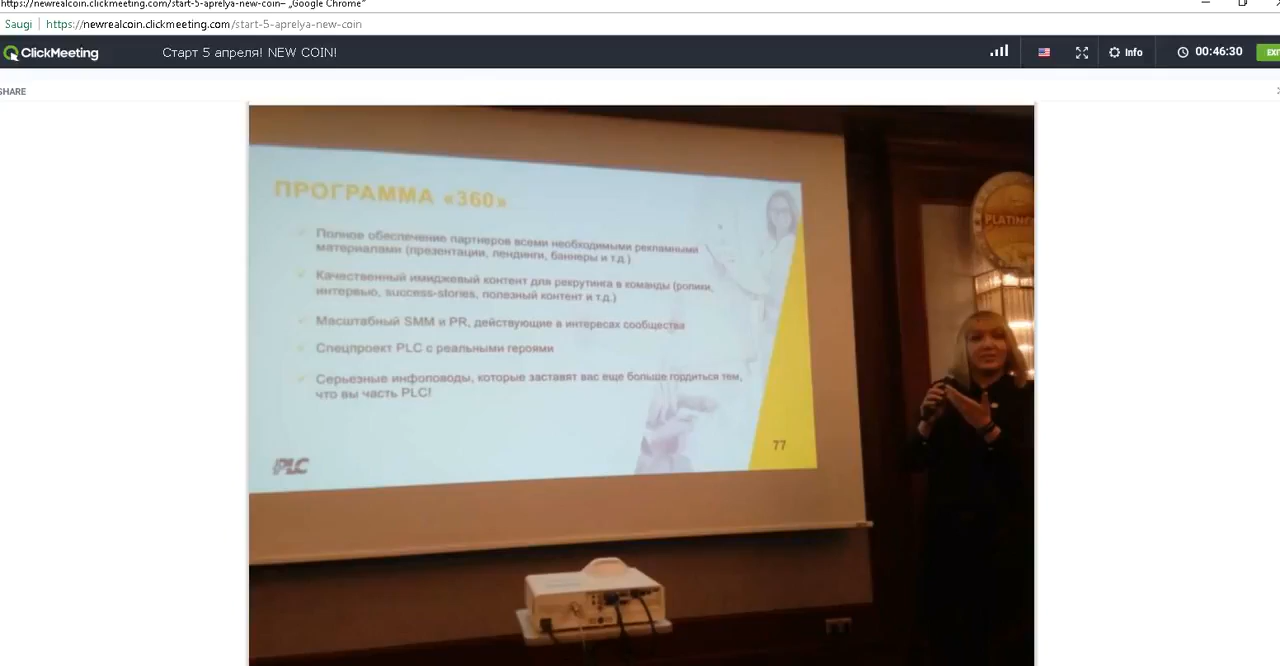 https://newrealcoin.clickmeeting.com/start-5-aprelya-new-coin– „Google Chrome“
Saugi | https://newrealcoin.clickmeeting.com/start-5-aprelya-new-coin
ClickMeeting Старт 5 апреля! NEW COIN! Info 00:46:30
SHARE
ПРОГРАММА «360»
Полное обеспечение партнеров всеми необходимыми рекламными
материалами (презентации, лендинги, баннеры и т.д.)
Качественный имиджевый контент для рекрутинга в команды (ролики,
интервью, success-stories, полезный контент и т.д.)
Масштабный SMM и PR, действующие в интересах сообщества
Спецпроект PLC с реальными героями
Серьезные инфоповоды, которые заставят вас еще больше гордиться тем,
что вы часть PLC!
PLC
77